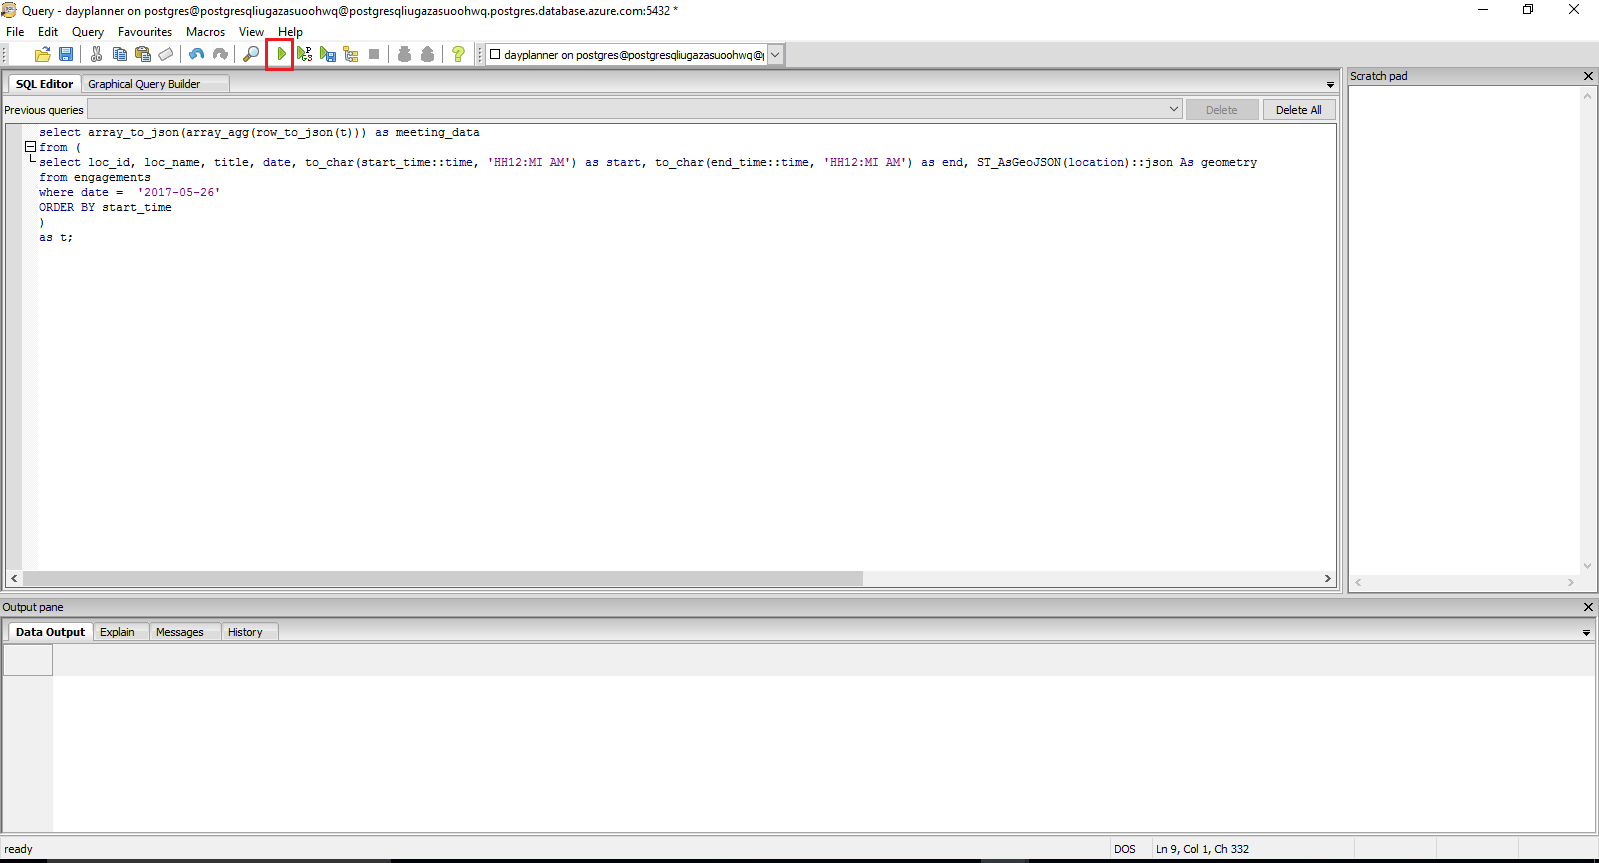 Query - dayplanner on postgres@postgresqliugazasuoohwq@postgresqliugazasuoohwq.postgres.database.azure.com:5432 *
File Edit Query Favourites Macros View Help
dayplanner on postgres@postgresqliugazasuoohwq@p
SQL Editor Graphical Query Builder
Scratch pad
Previous queries Delete Delete All
select array_to_json(array_agg(row_to_json(t))) as meeting_data
from (
select loc_id, loc_name, title, date, to_char(start_time::time, 'HH12:MI AM') as start, to_char(end_time::time, 'HH12:MI AM') as end, ST_AsGeoJSON(location)::json As geometry
from engagements
where date =  '2017-05-26'
ORDER BY start_time
)
as t;
Output pane
Data Output Explain Messages History
ready DOS Ln 9, Col 1, Ch 332